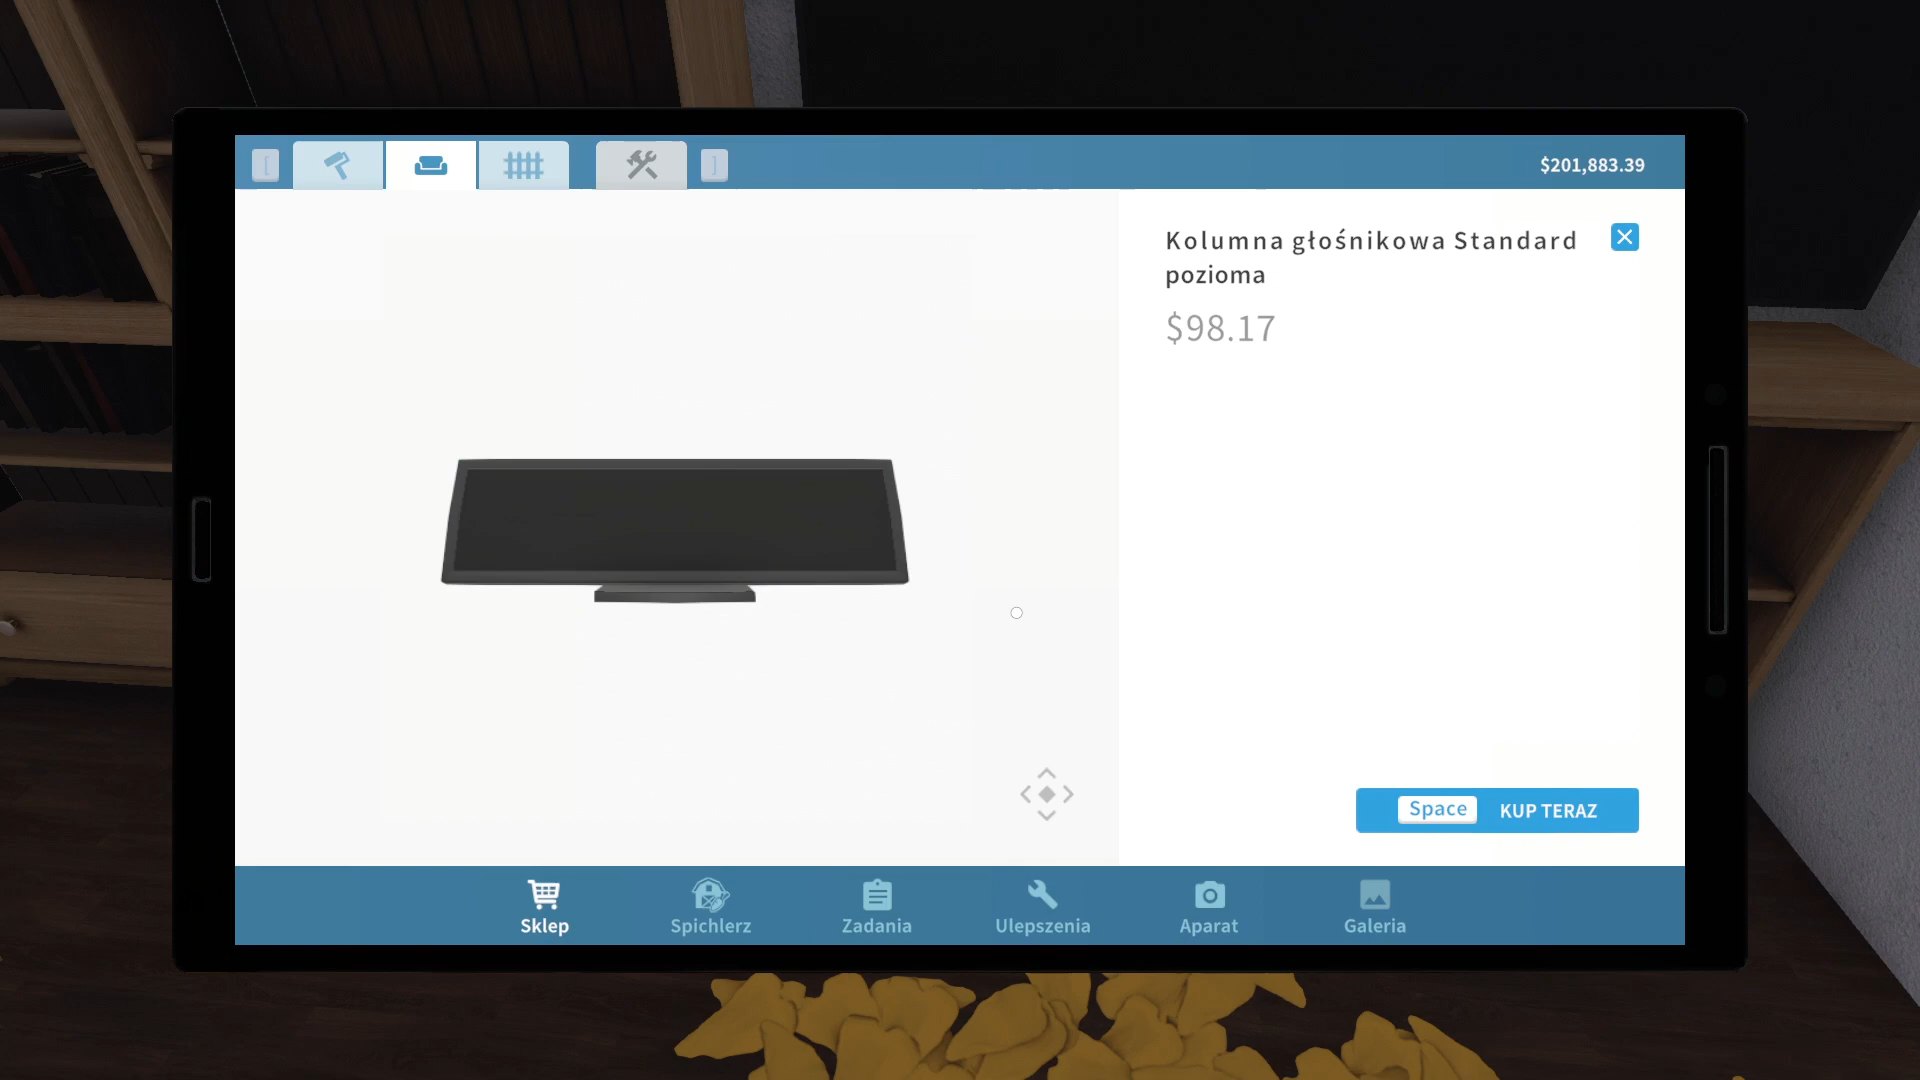 [
]
$201,883.39
Kolumna głośnikowa Standard
pozioma
$98.17
Space KUP TERAZ
Sklep
Spichlerz
Zadania
Ulepszenia
Aparat
Galeria